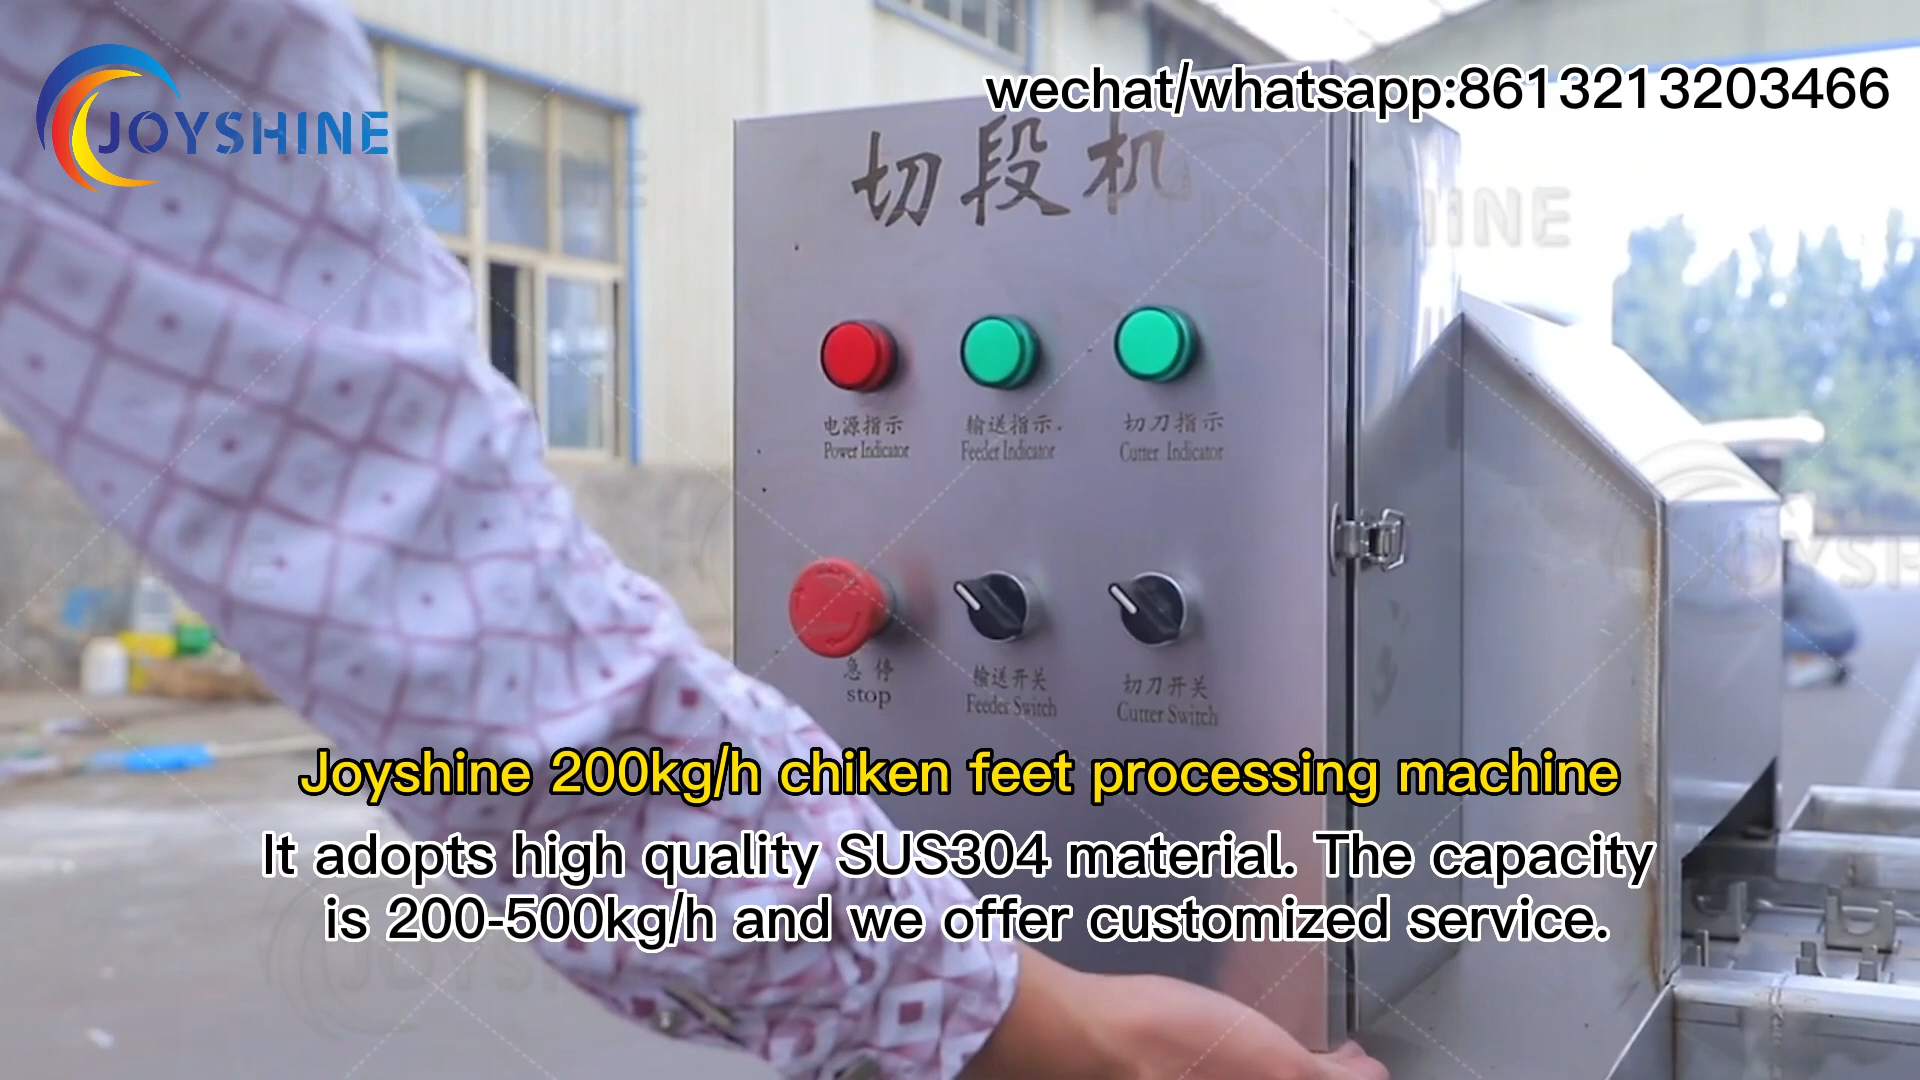 JOYSHINE
wechat/whatsapp:8613213203466
切段机
JOYSHINE
电源指示 输送指示. 切刀指示
Power Indicator Feeder Indicator Cutter Indicator
急停 输送开关 切刀开关
stop Feeder Switch Cutter Switch
Joyshine 200kg/h chiken feet processing machine
It adopts high quality SUS304 material. The capacity
is 200-500kg/h and we offer customized service.